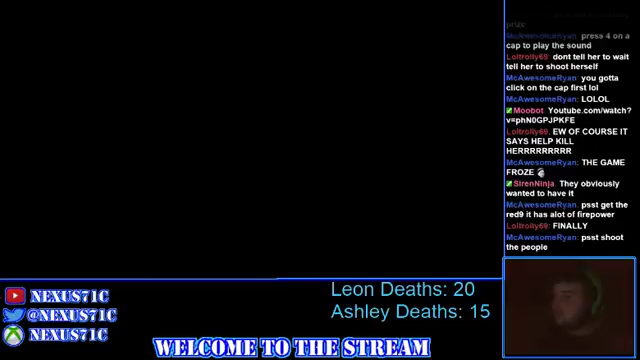 prize.
McAwesomeRyan: press 4 on a
cap to play the sound
Loltrolly69: dont tell her to wait
tell her to shoot herself
McAwesomeRyan: you gotta
click on the cap first lol
McAwesomeRyan: LOLOL
Moobot: Youtube.com/watch?
v=phN0GPJPKFE
Loltrolly69: EW OF COURSE IT
SAYS HELP KILL
HERRRRRRRRR
McAwesomeRyan: THE GAME
FROZE
SirenNinja: They obviously
wanted to have it
McAwesomeRyan: psst get the
red9 it has alot of firepower
Loltrolly69: FINALLY
McAwesomeRyan: psst shoot
the people
Leon Deaths: 20
Ashley Deaths: 15
NEXUS71C
@NEXUS71C
NEXUS71C
WELCOME TO THE STREAM